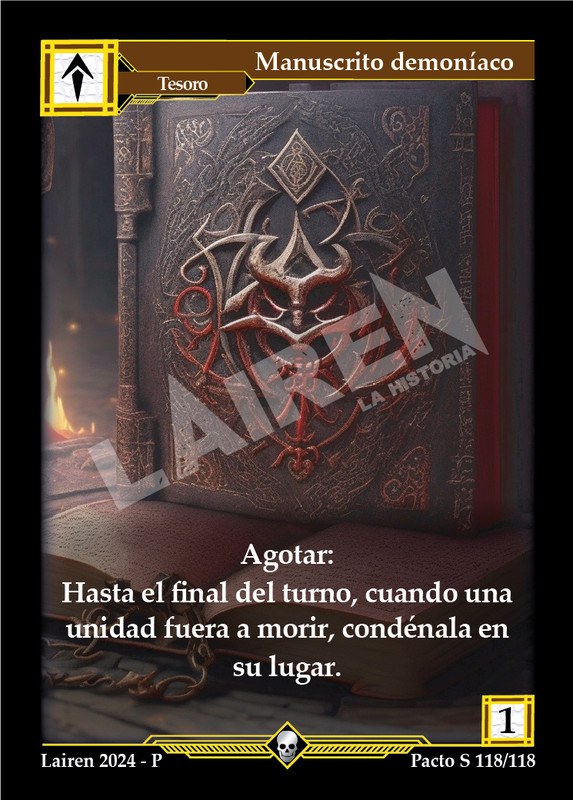 Manuscrito demoníaco
Tesoro
LAIREN
LA HISTORIA
Agotar:
Hasta el final del turno, cuando una
unidad fuera a morir, condénala en
su lugar.
1
Lairen 2024 - P
Pacto S 118/118